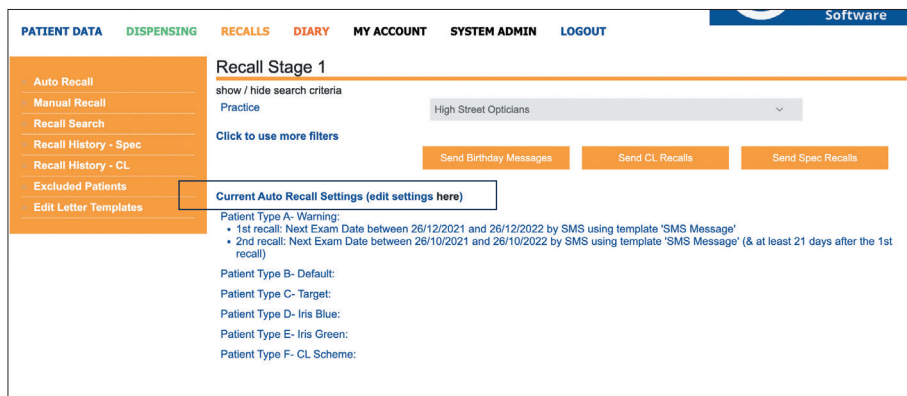 Software
PATIENT DATA DISPENSING RECALLS DIARY MY ACCOUNT SYSTEM ADMIN LOGOUT
Auto Recall
Manual Recall
Recall Search
Recall History - Spec
Recall History - CL
Excluded Patients
Edit Letter Templates
Recall Stage 1
show / hide search criteria
Practice High Street Opticians
Click to use more filters
Send Birthday Messages Send CL Recalls Send Spec Recalls
Current Auto Recall Settings (edit settings here)
Patient Type A- Warning:
• 1st recall: Next Exam Date between 26/12/2021 and 26/12/2022 by SMS using template 'SMS Message'
• 2nd recall: Next Exam Date between 26/10/2021 and 26/10/2022 by SMS using template 'SMS Message' (& at least 21 days after the 1st
recall)
Patient Type B- Default:
Patient Type C- Target:
Patient Type D- Iris Blue:
Patient Type E- Iris Green:
Patient Type F- CL Scheme: